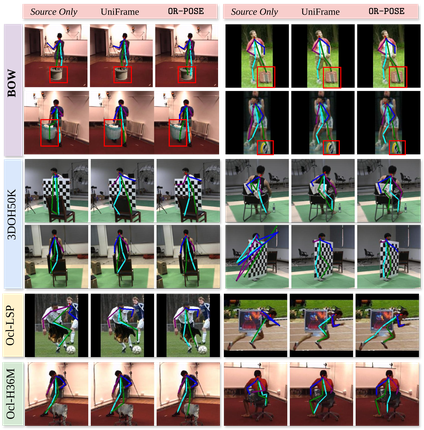 Source Only UniFrame OR-POSE Source Only UniFrame OR-POSE
BOW
3DOH50K
Ocl-LSP
Ocl-H36M